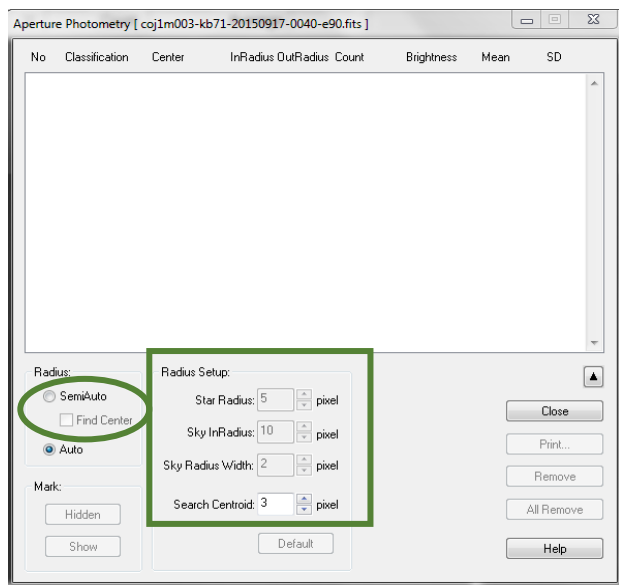 Aperture Photometry [ coj1m003-kb71-20150917-0040-e90.fits ]
No Classification Center InRadius OutRadius Count Brightness Mean SD
Radius:
SemiAuto
Find Center
Auto
Mark:
Hidden
Show
Radius Setup:
Star Radius: 5 pixel
Sky InRadius: 10 pixel
Sky Radius Width: 2 pixel
Search Centroid: 3 pixel
Default
Close
Print...
Remove
All Remove
Help